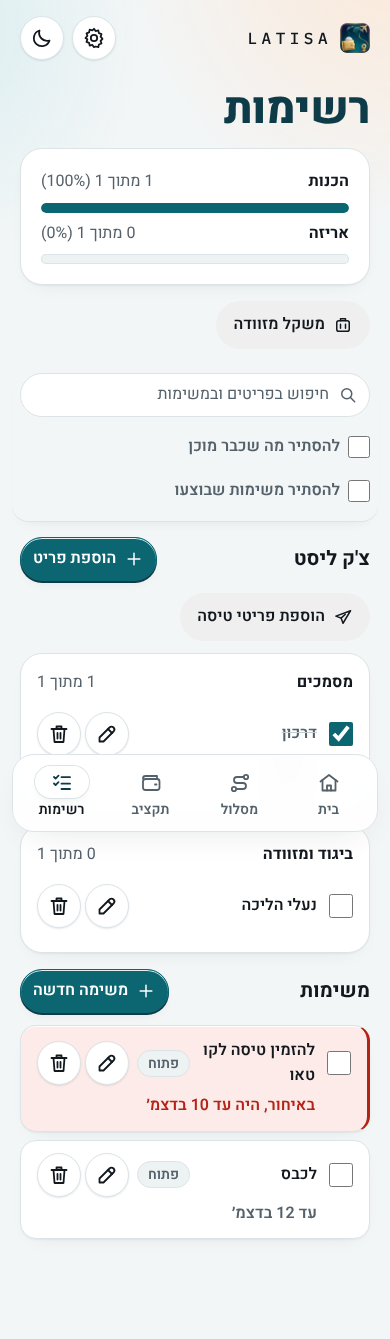 LATISA
רשימות
הכנות 1 מתוך 1 (100%)
אריזה 0 מתוך 1 (0%)
משקל מזוודה
חיפוש בפריטים ובמשימות
להסתיר מה שכבר מוכן
להסתיר משימות שבוצעו
צ'ק ליסט + הוספת פריט
הוספת פריטי טיסה
מסמכים 1 מתוך 1
דרכון
בית מסלול תקציב רשימות
ביגוד ומזוודה 0 מתוך 1
נעלי הליכה
משימות + משימה חדשה
להזמין טיסה לקו פתוח
טאו
באיחור, היה עד 10 בדצמ׳
לכבס פתוח
עד 12 בדצמ׳